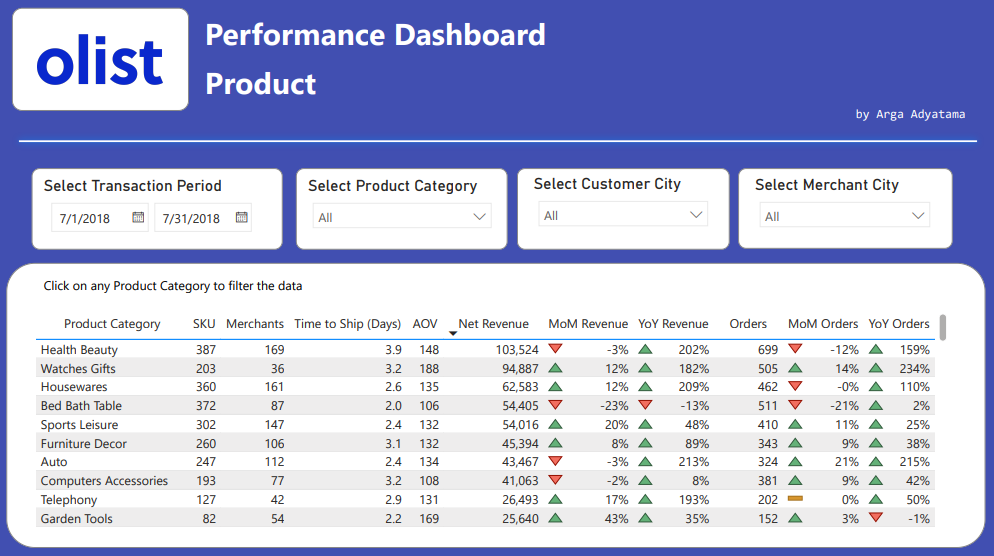 olist
Performance Dashboard
Product
by Arga Adyatama
Select Transaction Period
7/1/2018 7/31/2018
Select Product Category
All
Select Customer City
All
Select Merchant City
All
Click on any Product Category to filter the data
Product Category SKU Merchants Time to Ship (Days) AOV Net Revenue MoM Revenue YoY Revenue Orders MoM Orders YoY Orders
Health Beauty 387 169 3.9 148 103,524 -3% 202% 699 -12% 159%
Watches Gifts 203 36 3.2 188 94,887 12% 182% 505 14% 234%
Housewares 360 161 2.6 135 62,583 12% 209% 462 -0% 110%
Bed Bath Table 372 87 2.0 106 54,405 -23% -13% 511 -21% 2%
Sports Leisure 302 147 2.4 132 54,016 20% 48% 410 11% 25%
Furniture Decor 260 106 3.1 132 45,394 8% 89% 343 9% 38%
Auto 247 112 2.4 134 43,467 -3% 213% 324 21% 215%
Computers Accessories 193 77 3.2 108 41,063 -2% 8% 381 9% 42%
Telephony 127 42 2.9 131 26,493 17% 193% 202 0% 50%
Garden Tools 82 54 2.2 169 25,640 43% 35% 152 3% -1%